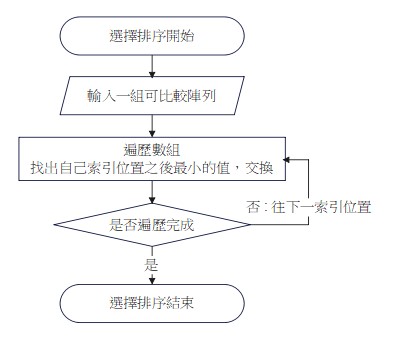 選擇排序開始
輸入一組可比較陣列
遍歷數組
找出自己索引位置之後最小的值，交換
否：往下一索引位置
是否遍歷完成
是
選擇排序結束